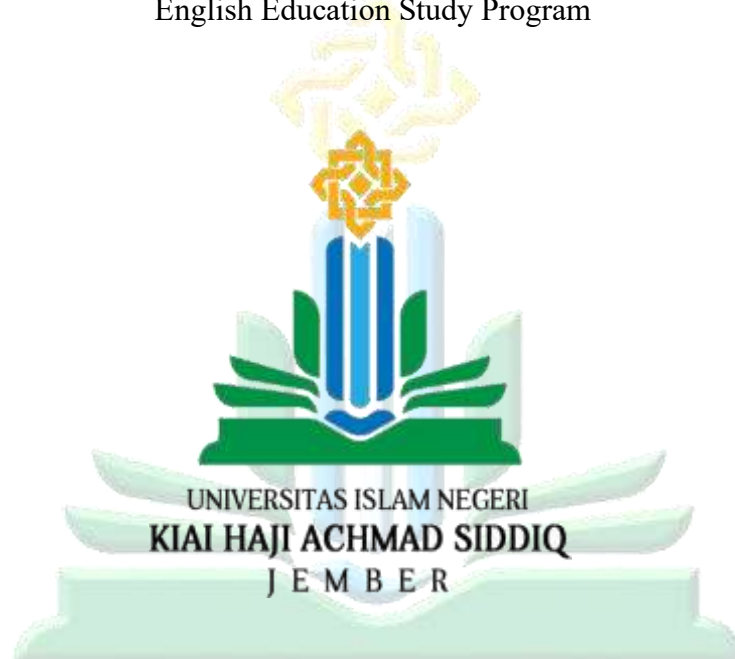 English Education Study Program
UNIVERSITAS ISLAM NEGERI
KIAI HAJI ACHMAD SIDDIQ
J E M B E R